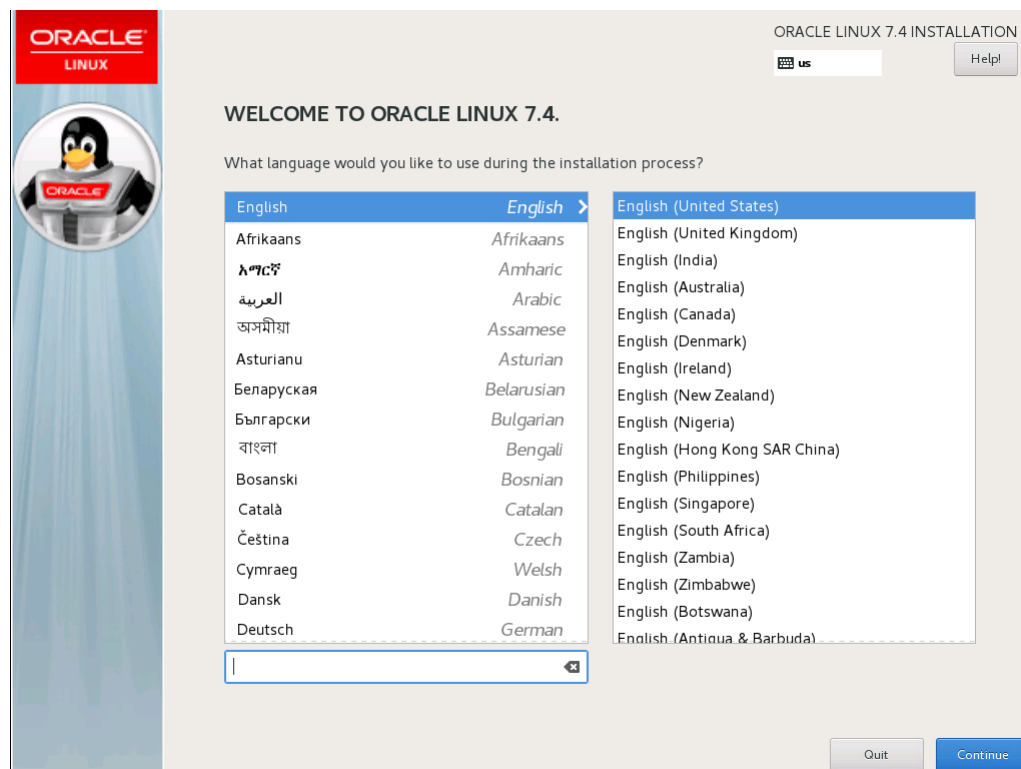 ORACLE
LINUX
ORACLE
ORACLE LINUX 7.4 INSTALLATION
us
Help!
WELCOME TO ORACLE LINUX 7.4.
What language would you like to use during the installation process?
English English
Afrikaans Afrikaans
አማርኛ Amharic
العربية Arabic
অসমীয়া Assamese
Asturianu Asturian
Беларуская Belarusian
Български Bulgarian
বাংলা Bengali
Bosanski Bosnian
Català Catalan
Čeština Czech
Cymraeg Welsh
Dansk Danish
Deutsch German
English (United States)
English (United Kingdom)
English (India)
English (Australia)
English (Canada)
English (Denmark)
English (Ireland)
English (New Zealand)
English (Nigeria)
English (Hong Kong SAR China)
English (Philippines)
English (Singapore)
English (South Africa)
English (Zambia)
English (Zimbabwe)
English (Botswana)
English (Antigua & Barbuda)
Quit
Continue